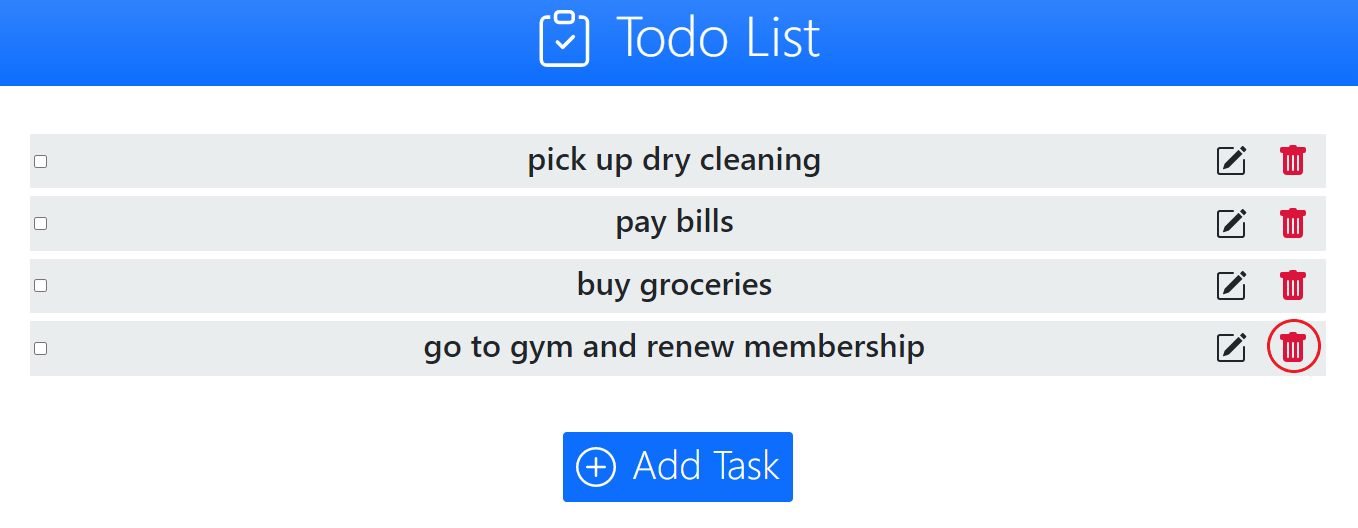 Todo List
pick up dry cleaning
pay bills
buy groceries
go to gym and renew membership
Add Task